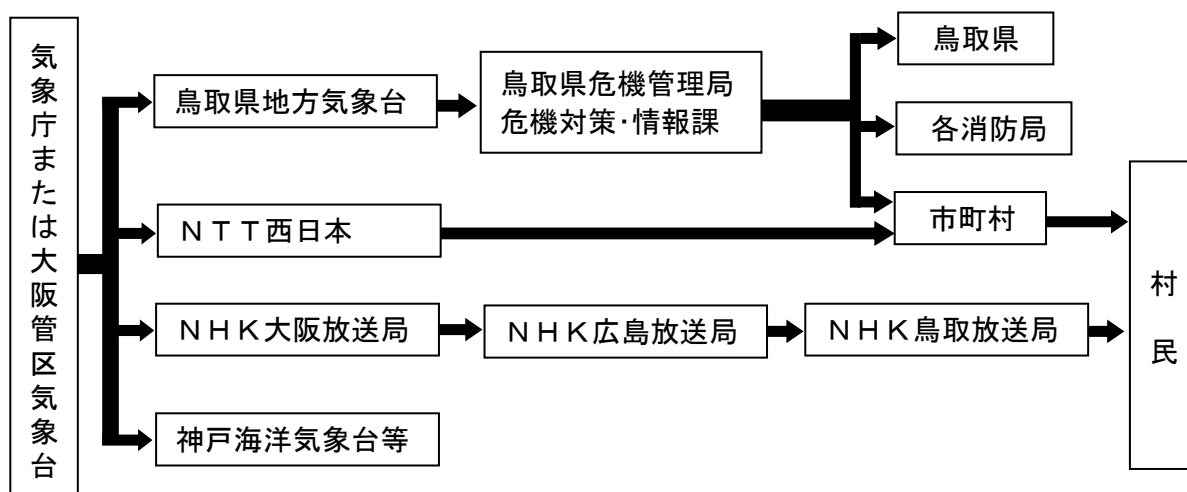 気象庁または大阪管区気象台
鳥取県地方気象台
鳥取県危機管理局
危機対策・情報課
鳥取県
各消防局
市町村
ＮＴＴ西日本
ＮＨＫ大阪放送局
ＮＨＫ広島放送局
ＮＨＫ鳥取放送局
神戸海洋気象台等
村民